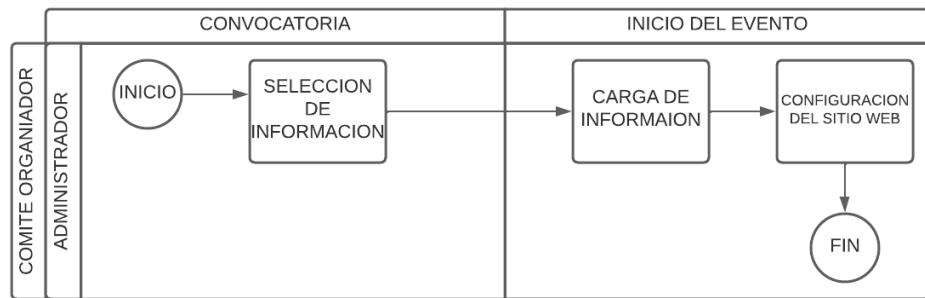 CONVOCATORIA
INICIO DEL EVENTO
COMITE ORGANIADOR
ADMINISTRADOR
INICIO
SELECCION
DE
INFORMACION
CARGA DE
INFORMAION
CONFIGURACION
DEL SITIO WEB
FIN